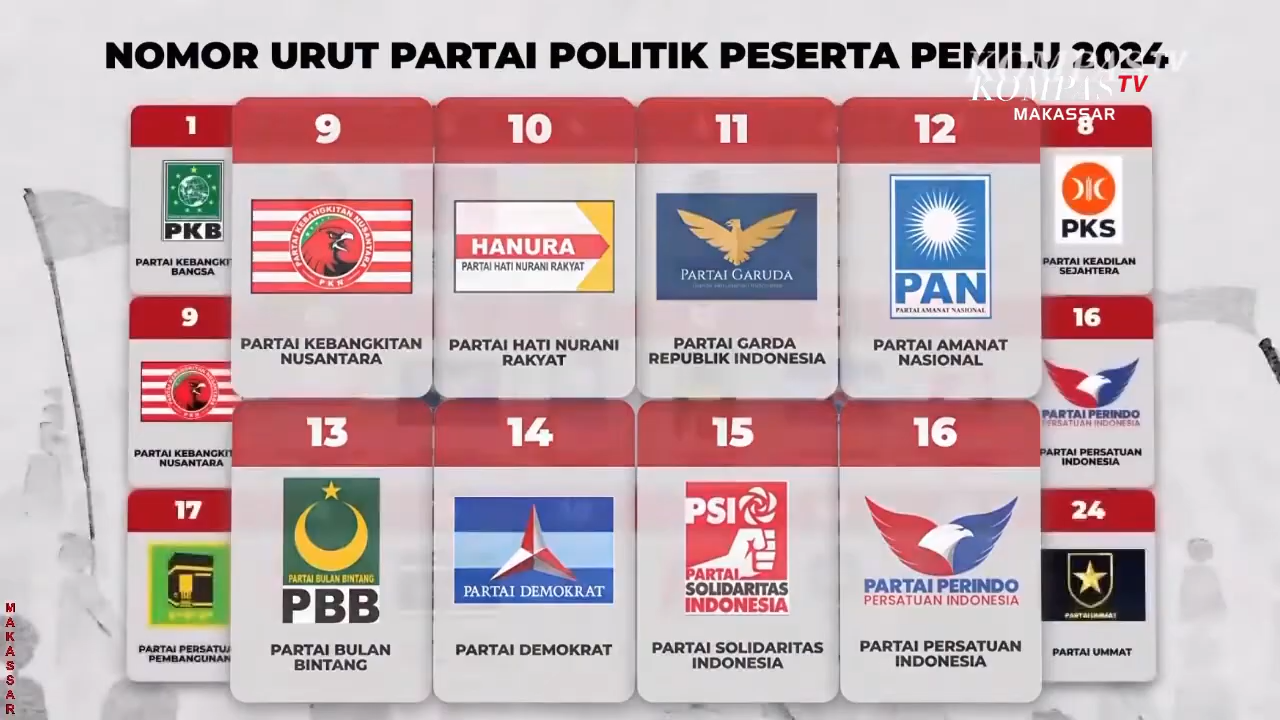 NOMOR URUT PARTAI POLITIK PESERTA PEMILU 2024
KOMPAS TV
MAKASSAR
1
PKB
PARTAI KEBANGKIT
BANGSA
9
PARTAI KEBANGKITAN NUSANTARA
PKN
PARTAI KEBANGKITAN
NUSANTARA
10
HANURA
PARTAI HATI NURANI RAKYAT
PARTAI HATI NURANI
RAKYAT
11
PARTAI GARUDA
PARTAI GARDA
REPUBLIK INDONESIA
12
PAN
PARTAI AMANAT NASIONAL
PARTAI AMANAT
NASIONAL
8
PKS
PARTAI KEADILAN
SEJAHTERA
9
PKN
PARTAI KEBANGKIT
NUSANTARA
16
PARTAI PERINDO
PERSATUAN INDONESIA
PARTAI PERSATUAN
INDONESIA
13
PARTAI BULAN BINTANG
PBB
PARTAI BULAN
BINTANG
14
PARTAI DEMOKRAT
PARTAI DEMOKRAT
15
PSI
PARTAI
SOLIDARITAS
INDONESIA
PARTAI SOLIDARITAS
INDONESIA
16
PARTAI PERINDO
PERSATUAN INDONESIA
PARTAI PERSATUAN
INDONESIA
17
PARTAI PERSATUA
PEMBANGUNAN
24
PARTAI UMMAT
PARTAI UMMAT
MAKASSAR